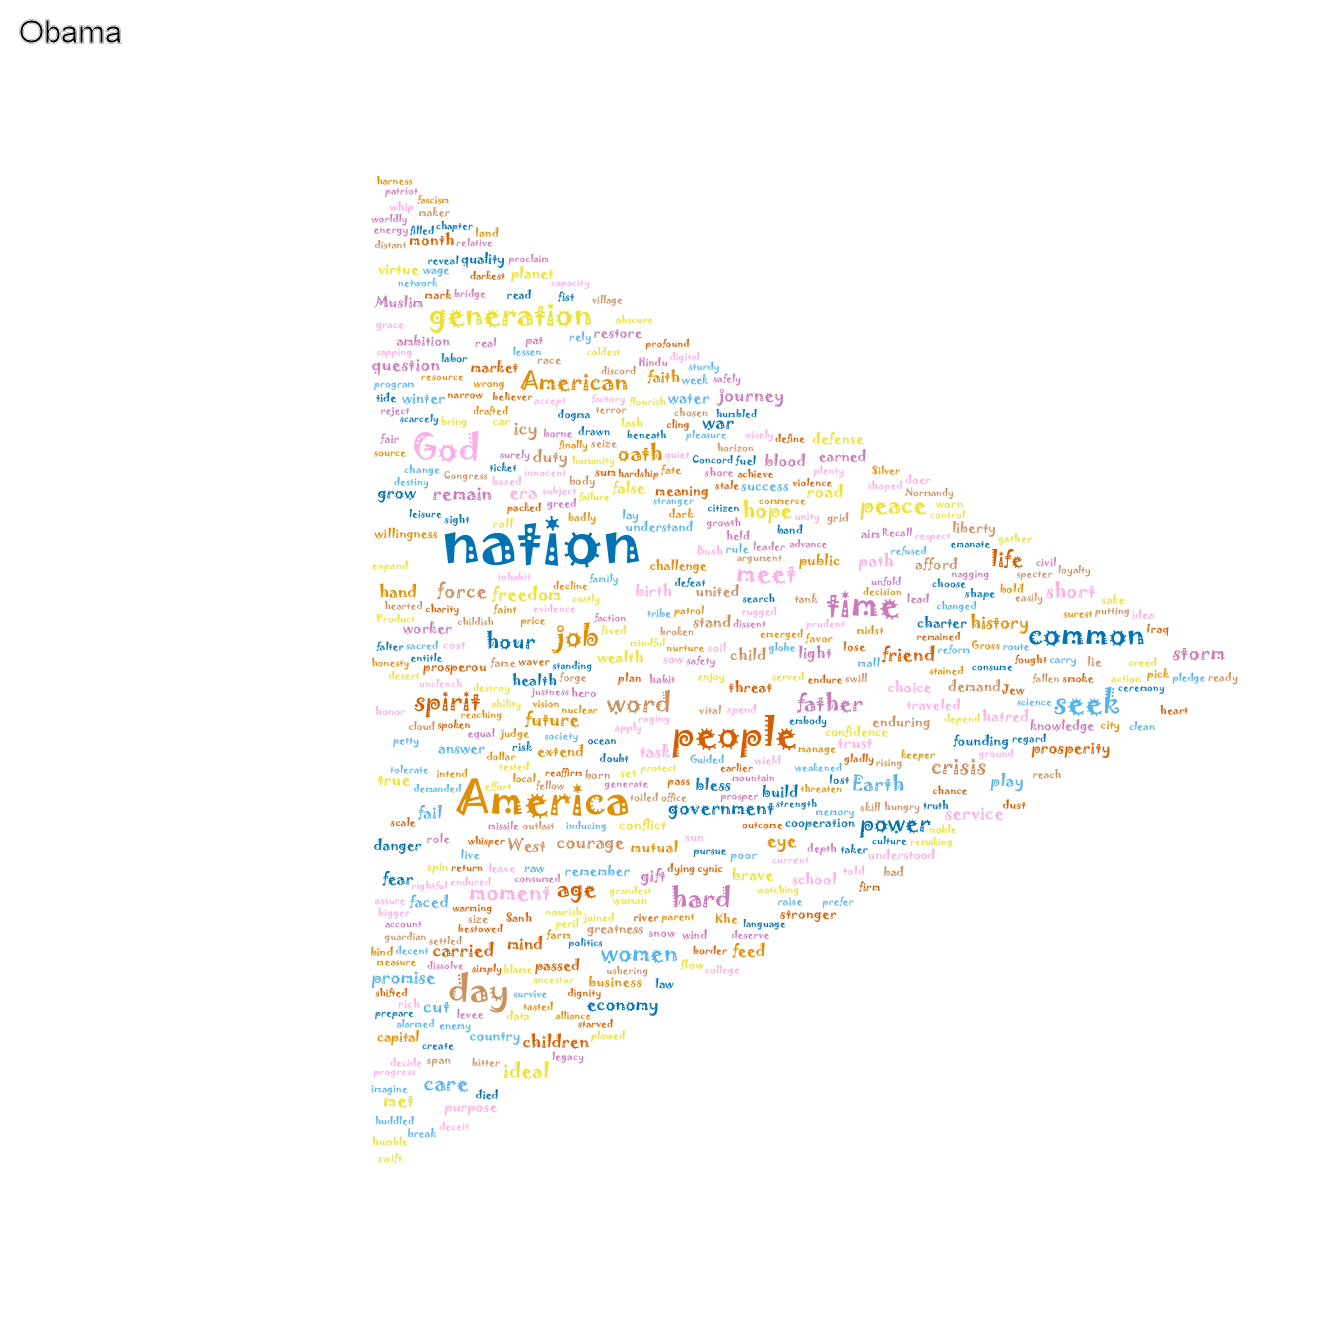 Obama
harness
patriot
fascism
whip maker
worldly
energy filled chapter land
distant month relative
reveal quality proclaim
virtue wage darkest planet
network capacity
mark bridge read fist village
Muslim
generation obscure
grace
ambition real pat rely restore profound
sapping labor lessen race coldest Hindu digital
question market discord sturdy
program resource wrong American faith week safely
tide winter narrow believer accept factory flourish water journey
reject drafted dogma terror chosen humbled
scarcely bring car icy lash cling war
fair God borne drawn beneath pleasure wisely define defense
source surely duty finally seize oath quiet horizon
humanity Concord fuel blood earned
change Congress ticket innocent sum hardship fate shore achieve plenty Silver
destiny based body stale success violence shaped doer
grow remain era subject failure false meaning road Normandy
packed greed stranger commerce peace worn
leisure sight roll badly lay dark citizen hope unity grid control
willingness nation understand growth band liberty
held aim Recall respect gather
Bush rule leader advance refused emanate
expand challenge argument public path afford life civil
inhabit family defeat meet unfold nagging specter loyalty
hand force freedom decline costly birth united search tank decision choose bold short
hearted charity faint evidence tribe patrol rugged time lead shape easily sake
Product childish price faction stand dissent prudent changed charter history surest putting idea
worker hour job fixed broken emerged favor midst remained common Iraq
falter sacred cost mindful nurture soil globe light lose friend reform Gross route
honesty entitle fame waver standing wealth sow safety child mall fought carry lie creed storm
desert prosperou health forge plan habit enjoy served endure swill stained consume fallen smoke action pick pledge ready
unclench destroy justness hero threat choice demand Jew ceremony
spirit ability vision nuclear word vital spend father traveled science seek
honor reaching raging embody enduring depend hatred heart
cloud spoken equal judge future apply people confidence knowledge city clean
petty answer risk society ocean task manage trust founding regard prosperity
dollar extend doubt Guided wield gladly rising keeper ground
tolerate intend tested reaffirm born set protect earlier weakened crisis reach
true demanded effort local fellow generate pass bless mountain lost Earth play
America toiled office prosper build threaten chance
fail government strength memory skill hungry truth dust
scale missile outlast inducing conflict outcome cooperation power service
danger role whisper West courage mutual sun eye depth taker culture noble remaking
live pursue poor current understood
spin return leave raw remember gift dying cynic brave school told bad
fear rightful endured consumed
moment age grandest hard watching firm
assure faced woman raise prefer
bigger warming size Sanh nourish joined river parent Khe stronger
account bestowed peril greatness language
guardian settled farm snow wind deserve
bind decent carried mind politics women border feed
measure dissolve simply blame passed ushering flow college
promise ancestor business law
shifted day survive dignity
rich cut tasted economy
prepare levee data alliance
alarmed enemy starved
capital country children plowed
create
decide span bitter legacy
progress ideal
imagine care
met died
purpose
huddled deceit
break
humble
swift